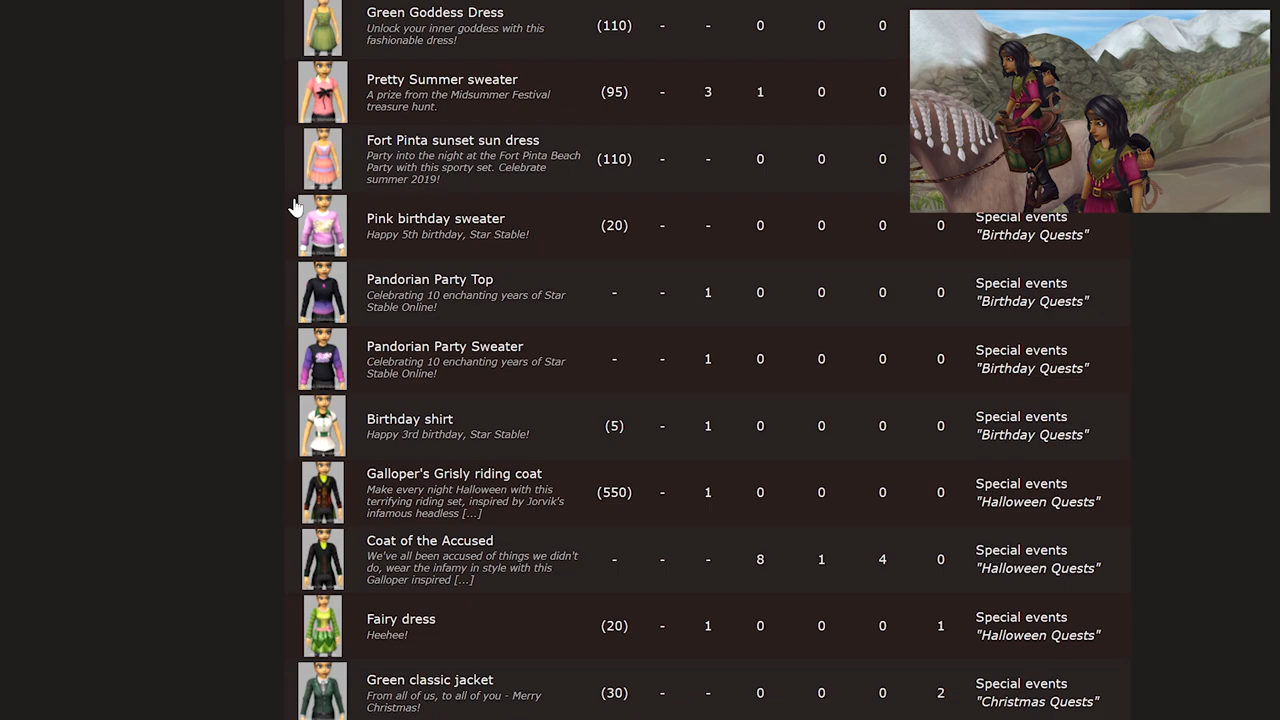 Green Goddess Dress
Unlock your inner goddess with this
fashionable dress!
(110) - - 0 0 0
Pretty Summer sweater
A prize from the Midsummer Festival
treasure hunt.
(95) - 3 1 0 0
Fort Pinta sunset sun dress
Party into the night at the Fort Pinta Beach
Party with this sporty set. Celebrate
summer 2019!
(110) - - 0 0 0
Pink birthday sweater
Happy 5th birthday, Star Stable!
(20) - - 0 0 0 0
Special events
"Birthday Quests"
Pandorian Party Top
Celebrating 10 enchanting years of Star
Stable Online!
- - 1 0 0 0 0
Special events
"Birthday Quests"
Pandorian Party Sweater
Celebrating 10 enchanting years of Star
Stable Online!
- - 1 0 0 0 0
Special events
"Birthday Quests"
Birthday shirt
Happy 3rd birthday, Star Stable!
(5) - 1 0 0 0 0
Special events
"Birthday Quests"
Galloper's Grisly riding coat
Make every night Halloween with this
terrifying riding set, inspired by Jorvik's
infamous headless [...]
(550) - 1 0 0 0 0
Special events
"Halloween Quests"
Coat of the Accused
We've all been accused of things we didn't
do, wear the infamy in style with this
Galloper inspired [...]
- - - 8 1 4 0
Special events
"Halloween Quests"
Fairy dress
Heehee!
(20) - 1 0 0 0 1
Special events
"Halloween Quests"
Green classic jacket
From all of us, to all of you - Merry
Christmas!
(30) - - 0 0 0 2
Special events
"Christmas Quests"